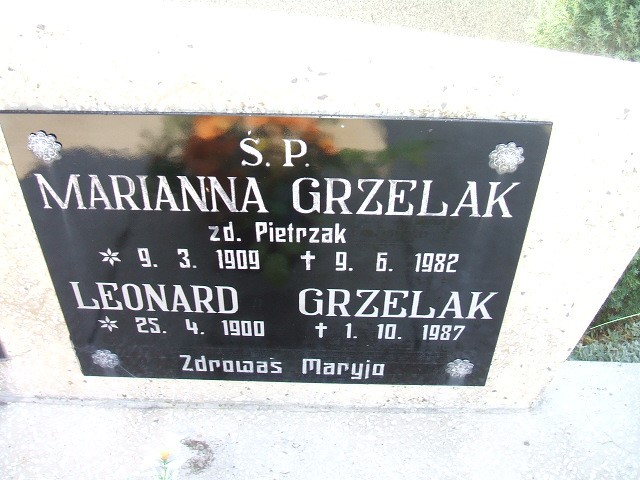 Ś. P.
MARIANNA GRZELAK
zd. Pietrzak
* 9. 3. 1909 † 9. 6. 1982
LEONARD GRZELAK
* 25. 4. 1900 † 1. 10. 1987
Zdrowaś Maryjo